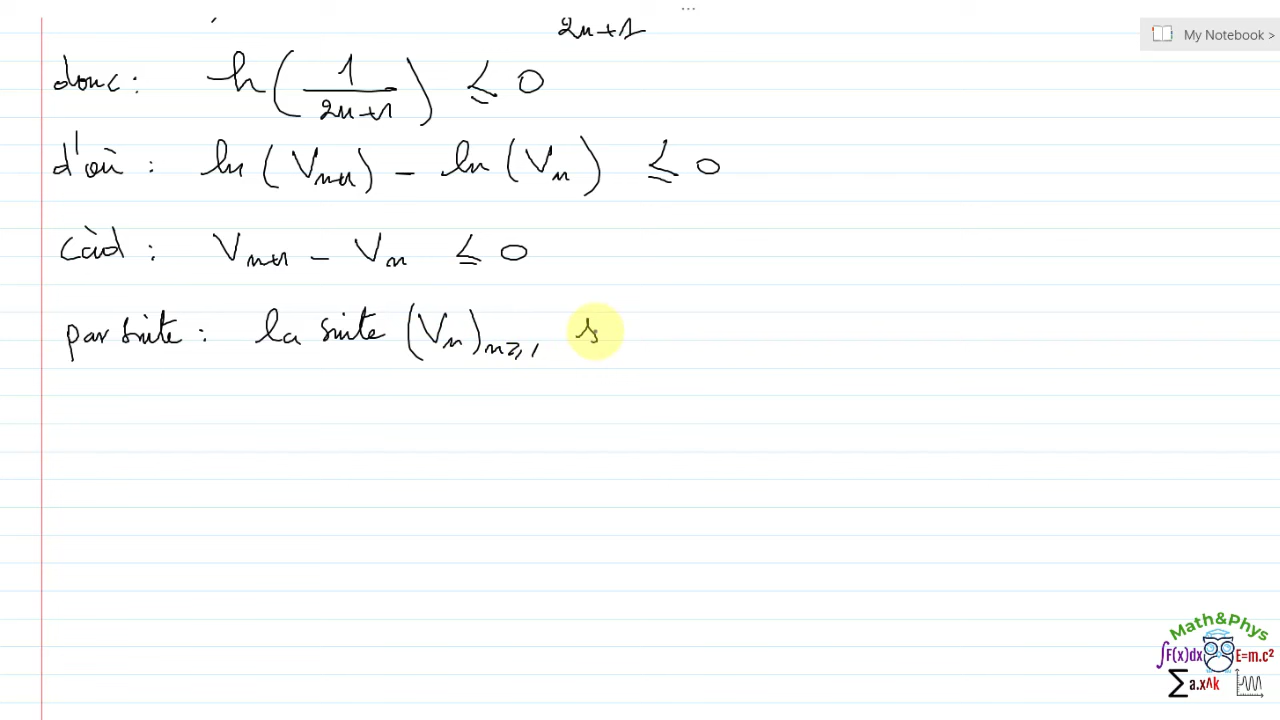 2n+1
My Notebook >
donc : h(1/(2n+1)) ≤ 0
d'où : ln(V_{n+1}) - ln(V_n) ≤ 0
càd : V_{n+1} - V_n ≤ 0
par suite : la suite (V_n)_{n≥1} s
Math&Phys
∫F(x)dx E=m.c²
∑ a.x^k